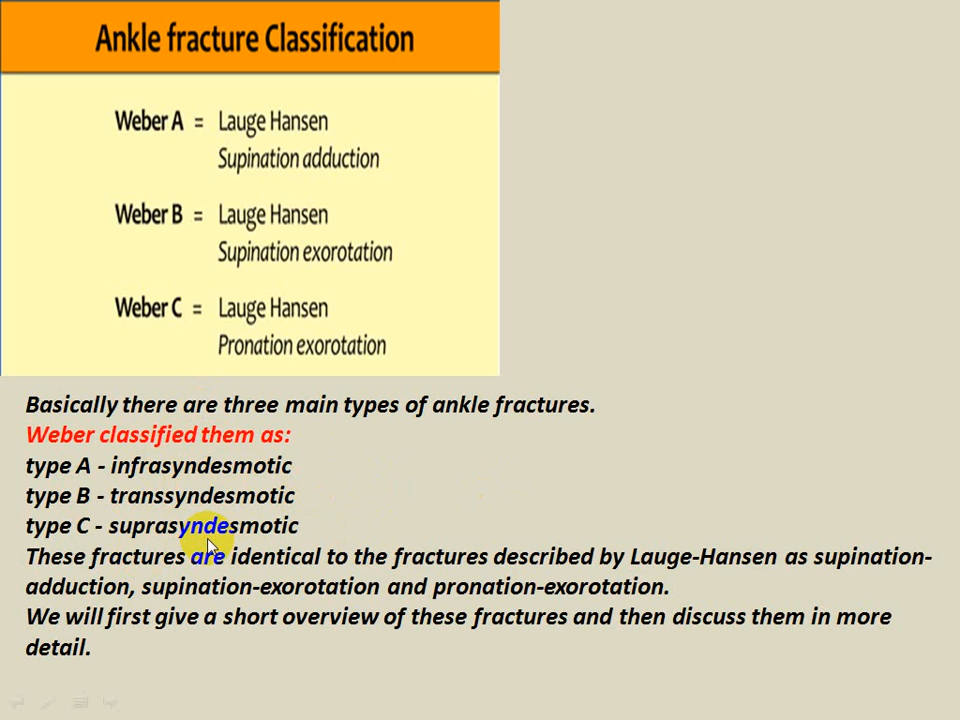 Ankle fracture Classification
Weber A = Lauge Hansen
Supination adduction
Weber B = Lauge Hansen
Supination exorotation
Weber C = Lauge Hansen
Pronation exorotation
Basically there are three main types of ankle fractures.
Weber classified them as:
type A - infrasyndesmotic
type B - transsyndesmotic
type C - suprasyndesmotic
These fractures are identical to the fractures described by Lauge-Hansen as supination-
adduction, supination-exorotation and pronation-exorotation.
We will first give a short overview of these fractures and then discuss them in more
detail.